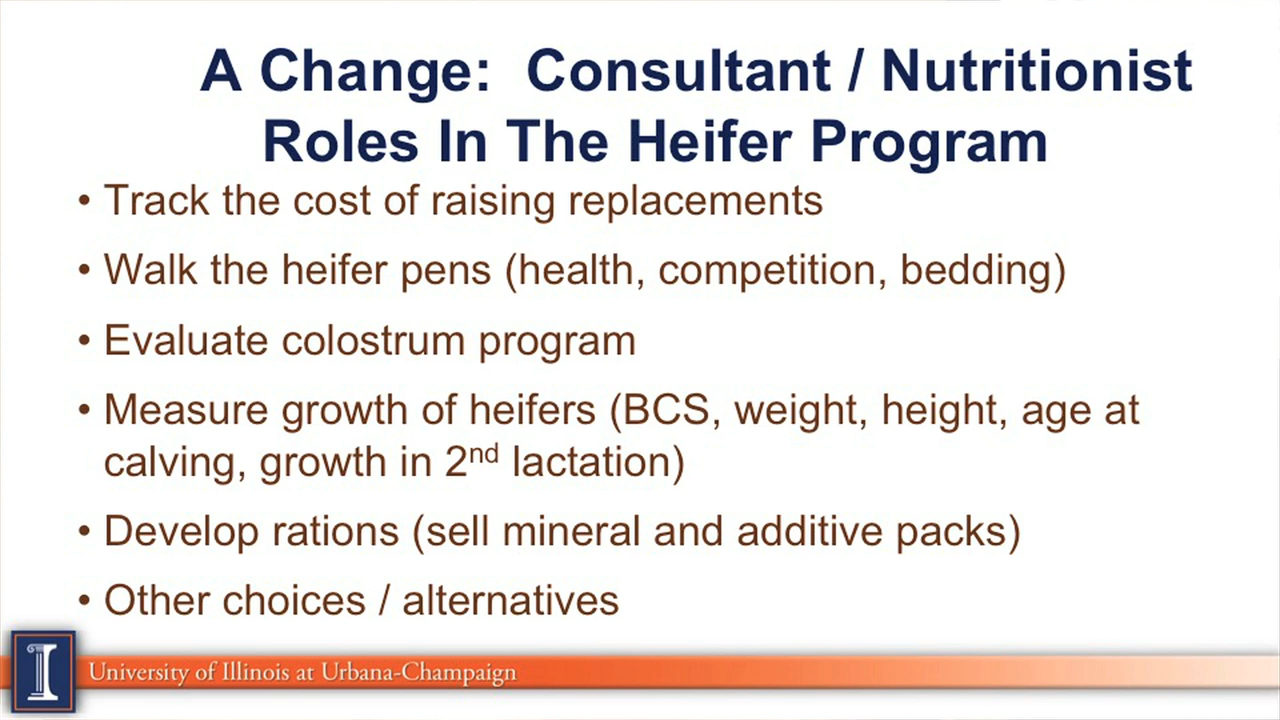 A Change:  Consultant / Nutritionist
Roles In The Heifer Program
• Track the cost of raising replacements
• Walk the heifer pens (health, competition, bedding)
• Evaluate colostrum program
• Measure growth of heifers (BCS, weight, height, age at
calving, growth in 2nd lactation)
• Develop rations (sell mineral and additive packs)
• Other choices / alternatives
I University of Illinois at Urbana-Champaign